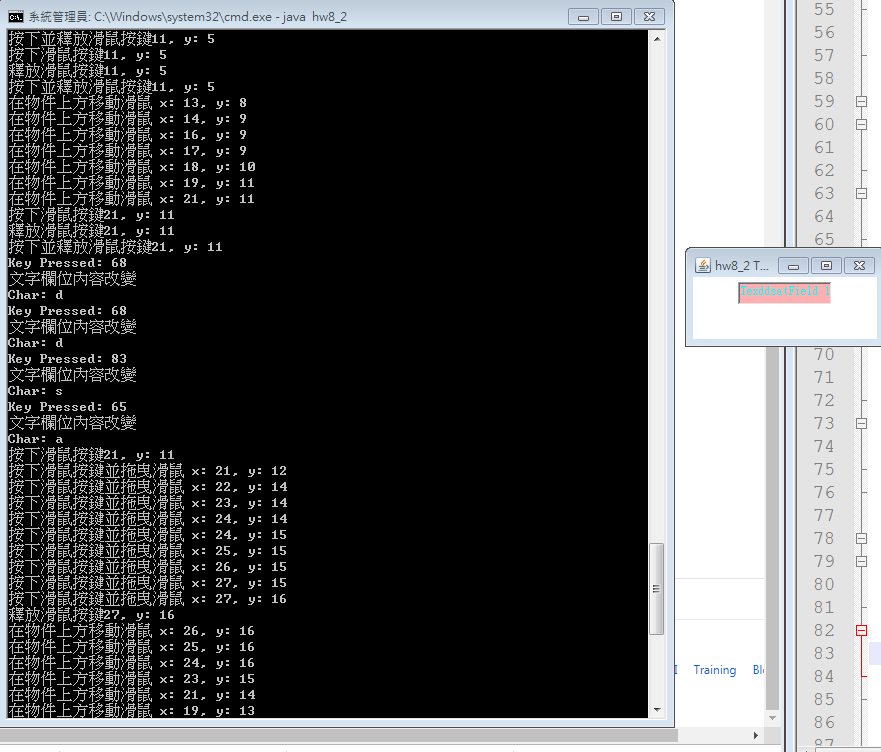 系統管理員: C:\Windows\system32\cmd.exe - java hw8_2
按下並釋放滑鼠按鍵11, y: 5
按下滑鼠按鍵11, y: 5
釋放滑鼠按鍵11, y: 5
按下並釋放滑鼠按鍵11, y: 5
在物件上方移動滑鼠 x: 13, y: 8
在物件上方移動滑鼠 x: 14, y: 9
在物件上方移動滑鼠 x: 16, y: 9
在物件上方移動滑鼠 x: 17, y: 9
在物件上方移動滑鼠 x: 18, y: 10
在物件上方移動滑鼠 x: 19, y: 11
在物件上方移動滑鼠 x: 21, y: 11
按下滑鼠按鍵21, y: 11
釋放滑鼠按鍵21, y: 11
按下並釋放滑鼠按鍵21, y: 11
Key Pressed: 68
文字欄位內容改變
Char: d
Key Pressed: 68
文字欄位內容改變
Char: d
Key Pressed: 83
文字欄位內容改變
Char: s
Key Pressed: 65
文字欄位內容改變
Char: a
按下滑鼠按鍵21, y: 11
按下滑鼠按鍵並拖曳滑鼠 x: 21, y: 12
按下滑鼠按鍵並拖曳滑鼠 x: 22, y: 14
按下滑鼠按鍵並拖曳滑鼠 x: 23, y: 14
按下滑鼠按鍵並拖曳滑鼠 x: 24, y: 14
按下滑鼠按鍵並拖曳滑鼠 x: 24, y: 15
按下滑鼠按鍵並拖曳滑鼠 x: 25, y: 15
按下滑鼠按鍵並拖曳滑鼠 x: 26, y: 15
按下滑鼠按鍵並拖曳滑鼠 x: 27, y: 15
按下滑鼠按鍵並拖曳滑鼠 x: 27, y: 16
釋放滑鼠按鍵27, y: 16
在物件上方移動滑鼠 x: 26, y: 16
在物件上方移動滑鼠 x: 25, y: 16
在物件上方移動滑鼠 x: 24, y: 16
在物件上方移動滑鼠 x: 23, y: 15
在物件上方移動滑鼠 x: 21, y: 14
在物件上方移動滑鼠 x: 19, y: 13
hw8_2 T...
Training
55
56
57
58
59
60
61
62
63
64
65
70
71
72
73
74
75
76
77
78
79
80
81
82
83
84
85
86
87